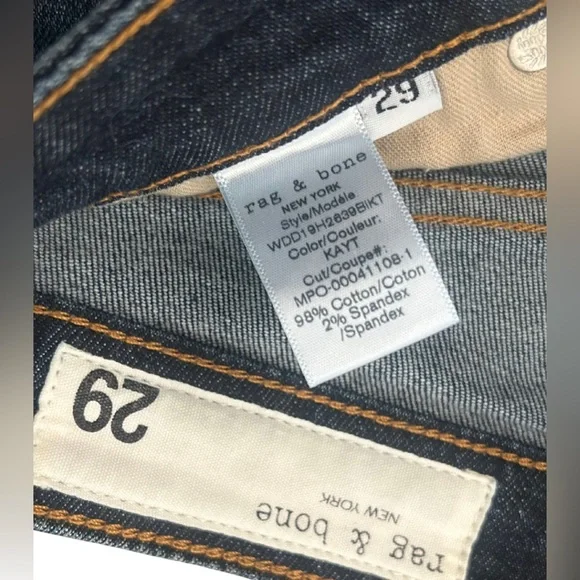 29
rag & bone
NEW YORK
Style/Modèle
WDD19H2639BIKT
Color/Couleur:
KAYT
Cut/Coupe#:
MPO-00041108-1
98% Cotton/Coton
2% Spandex
/Spandex
29
rag & bone
NEW YORK